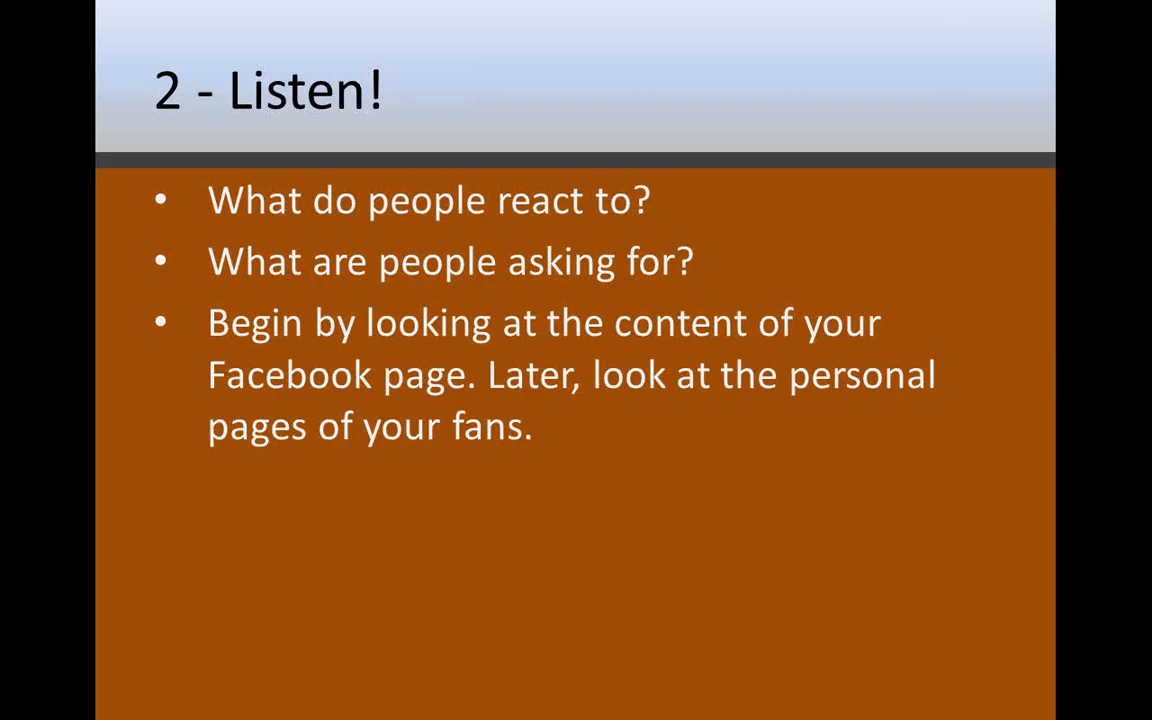 2 - Listen!
• What do people react to?
• What are people asking for?
• Begin by looking at the content of your
Facebook page. Later, look at the personal
pages of your fans.